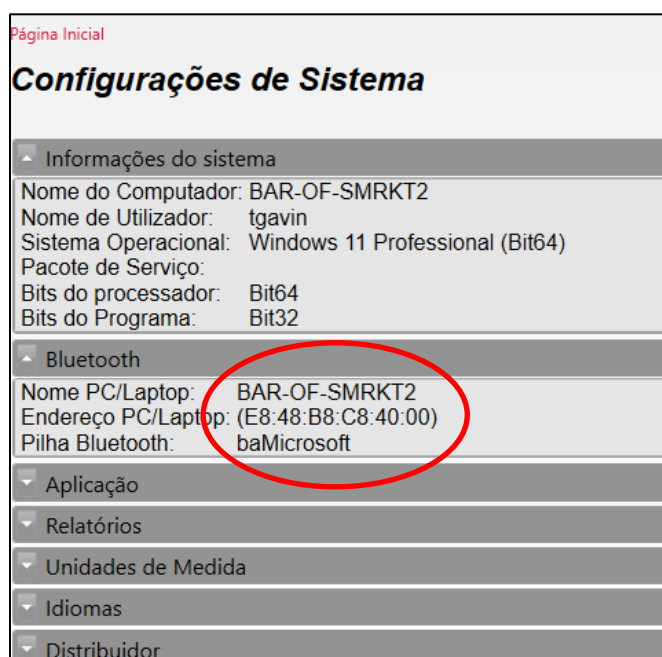 Página Inicial
Configurações de Sistema
Informações do sistema
Nome do Computador: BAR-OF-SMRKT2
Nome de Utilizador: tgavin
Sistema Operacional: Windows 11 Professional (Bit64)
Pacote de Serviço:
Bits do processador: Bit64
Bits do Programa: Bit32
Bluetooth
Nome PC/Laptop: BAR-OF-SMRKT2
Endereço PC/Laptop: (E8:48:B8:C8:40:00)
Pilha Bluetooth: baMicrosoft
Aplicação
Relatórios
Unidades de Medida
Idiomas
Distribuidor